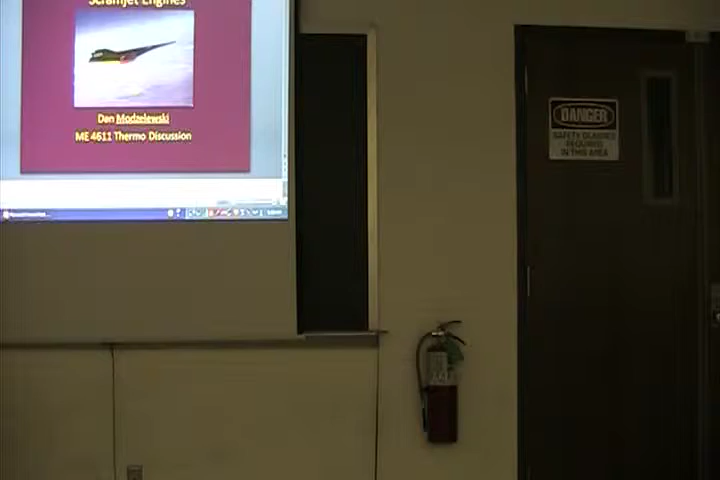 Scramjet Engines
Dan Modzelewski
ME 4611 Thermo Discussion
DANGER
SAFETY GLASSES
REQUIRED
IN THIS AREA